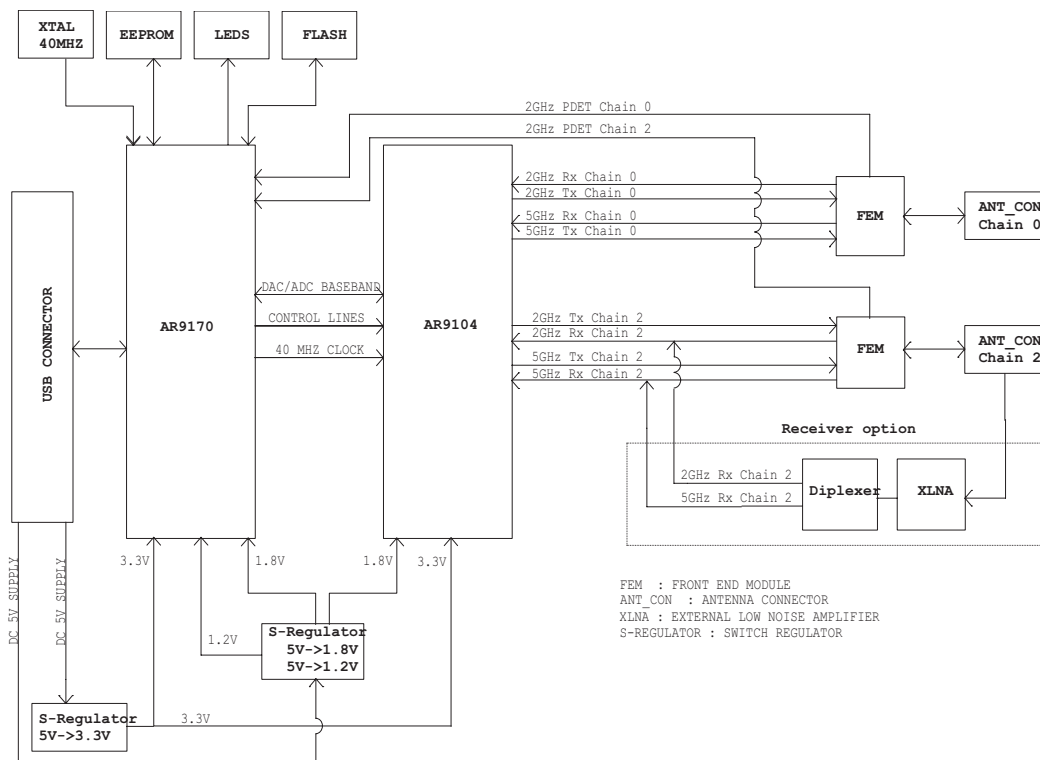 XTAL
40MHZ
EEPROM
LEDS
FLASH
2GHz PDET Chain 0
2GHz PDET Chain 2
2GHz Rx Chain 0
2GHz Tx Chain 0
5GHz Rx Chain 0
5GHz Tx Chain 0
FEM
ANT_CON
Chain 0
USB CONNECTOR
AR9170
DAC/ADC BASEBAND
CONTROL LINES
40 MHZ CLOCK
AR9104
2GHz Tx Chain 2
2GHz Rx Chain 2
5GHz Tx Chain 2
5GHz Rx Chain 2
FEM
ANT_CON
Chain 2
Receiver option
2GHz Rx Chain 2
5GHz Rx Chain 2
Diplexer
XLNA
DC 5V SUPPLY
DC 5V SUPPLY
3.3V
1.8V
1.8V
3.3V
1.2V
S-Regulator
5V->1.8V
5V->1.2V
S-Regulator
5V->3.3V
3.3V
FEM : FRONT END MODULE
ANT_CON : ANTENNA CONNECTOR
XLNA : EXTERNAL LOW NOISE AMPLIFIER
S-REGULATOR : SWITCH REGULATOR